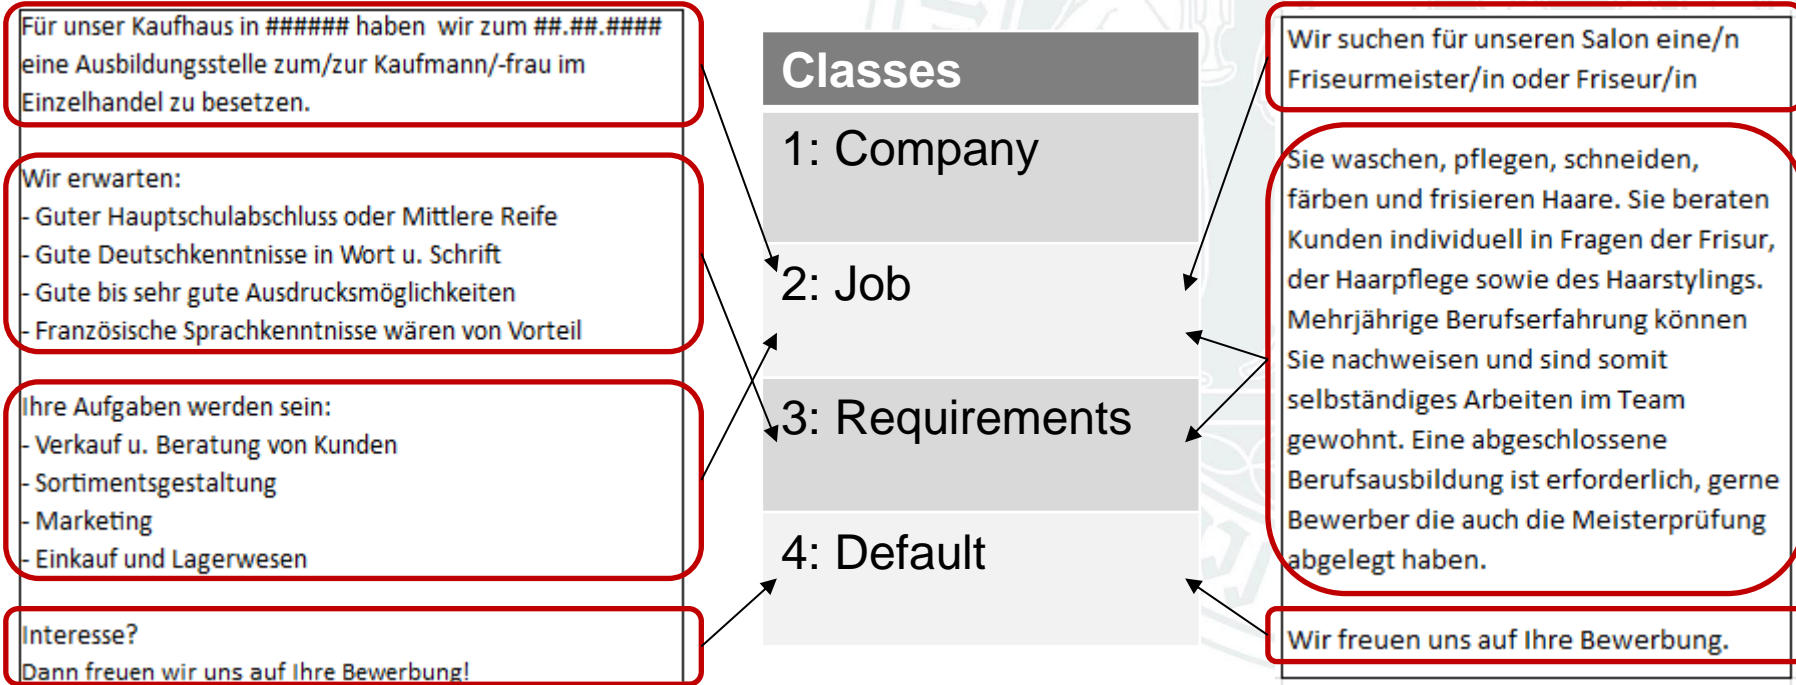 Für unser Kaufhaus in ###### haben wir zum ##.##.####
eine Ausbildungsstelle zum/zur Kaufmann/-frau im
Einzelhandel zu besetzen.
Wir erwarten:
- Guter Hauptschulabschluss oder Mittlere Reife
- Gute Deutschkenntnisse in Wort u. Schrift
- Gute bis sehr gute Ausdrucksmöglichkeiten
- Französische Sprachkenntnisse wären von Vorteil
Ihre Aufgaben werden sein:
- Verkauf u. Beratung von Kunden
- Sortimentsgestaltung
- Marketing
- Einkauf und Lagerwesen
Interesse?
Dann freuen wir uns auf Ihre Bewerbung!
Classes
1: Company
2: Job
3: Requirements
4: Default
Wir suchen für unseren Salon eine/n
Friseurmeister/in oder Friseur/in
Sie waschen, pflegen, schneiden,
färben und frisieren Haare. Sie beraten
Kunden individuell in Fragen der Frisur,
der Haarpflege sowie des Haarstylings.
Mehrjährige Berufserfahrung können
Sie nachweisen und sind somit
selbständiges Arbeiten im Team
gewohnt. Eine abgeschlossene
Berufsausbildung ist erforderlich, gerne
Bewerber die auch die Meisterprüfung
abgelegt haben.
Wir freuen uns auf Ihre Bewerbung.